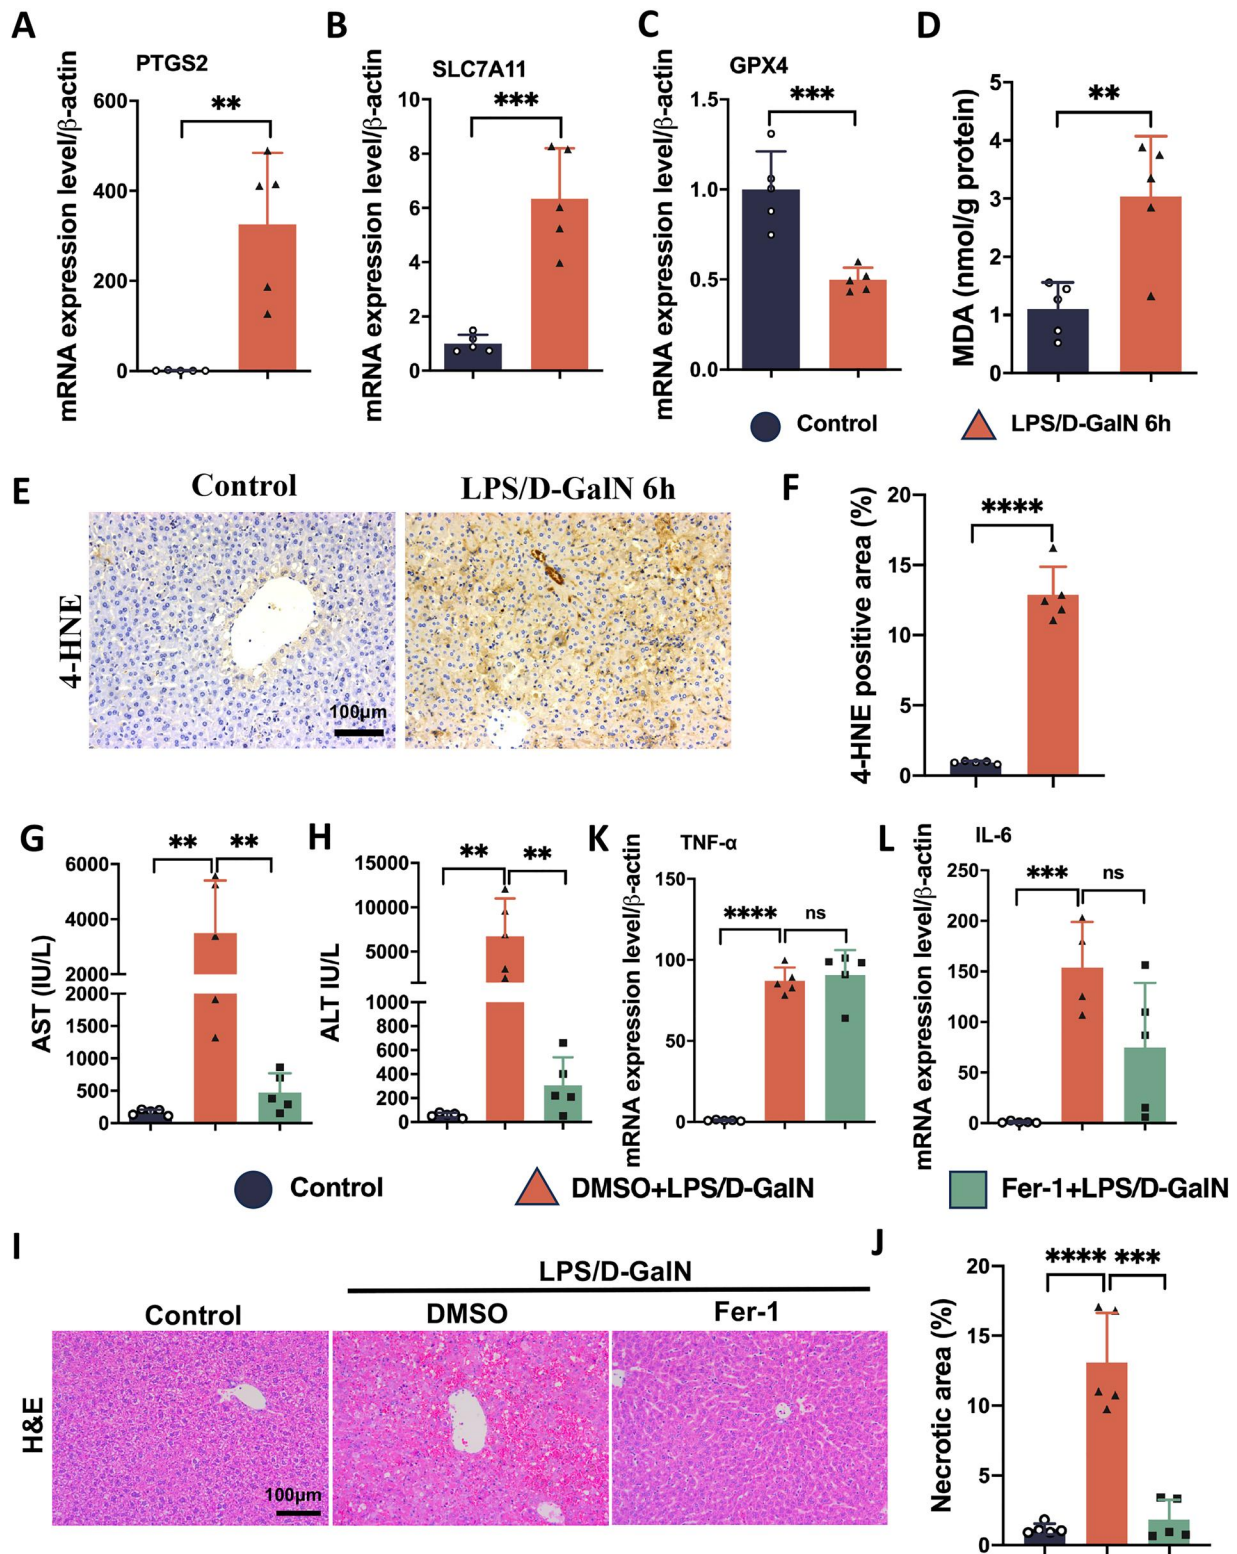 A
B
C
D
PTGS2
SLC7A11
GPX4
mRNA expression level/β-actin
600
400
200
0
**
mRNA expression level/β-actin
10
8
6
4
2
0
***
mRNA expression level/β-actin
1.5
1.0
0.5
0.0
***
MDA (nmol/g protein)
5
4
3
2
1
0
**
Control
LPS/D-GalN 6h
E
Control
LPS/D-GalN 6h
4-HNE
100μm
F
4-HNE positive area (%)
20
15
10
5
0
****
G
AST (IU/L)
6000
4000
2000
2000
1500
1000
500
0
**
**
H
ALT IU/L
15000
10000
5000
1000
800
600
400
200
0
**
**
K
TNF-α
mRNA expression level/β-actin
150
100
50
0
****
ns
L
IL-6
mRNA expression level/β-actin
250
200
150
100
50
0
***
ns
Control
DMSO+LPS/D-GalN
Fer-1+LPS/D-GalN
I
LPS/D-GalN
Control
DMSO
Fer-1
H&E
100μm
J
Necrotic area (%)
20
15
10
5
0
****
***